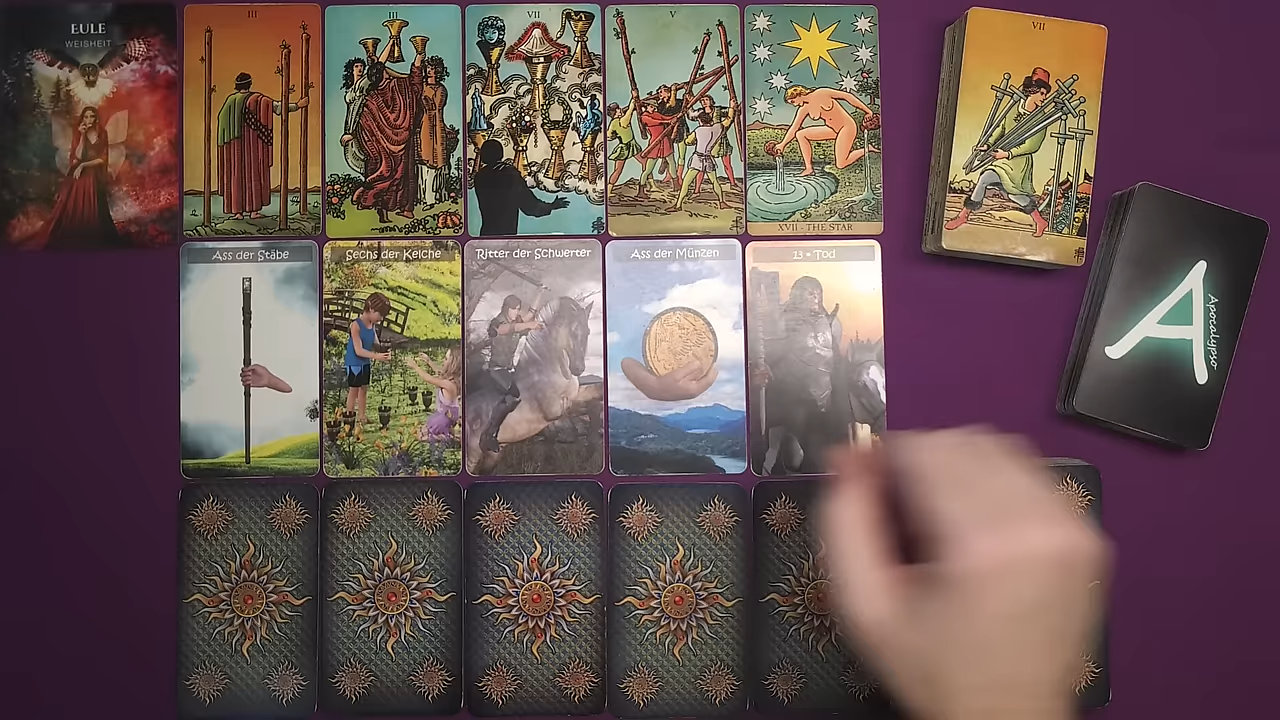 EULE
WEISHEIT
III
III
VII
V
XVII - THE STAR
VII
Ass der Stäbe
Sechs der Kelche
Ritter der Schwerter
Ass der Münzen
13 • Tod
A
Apocalypso